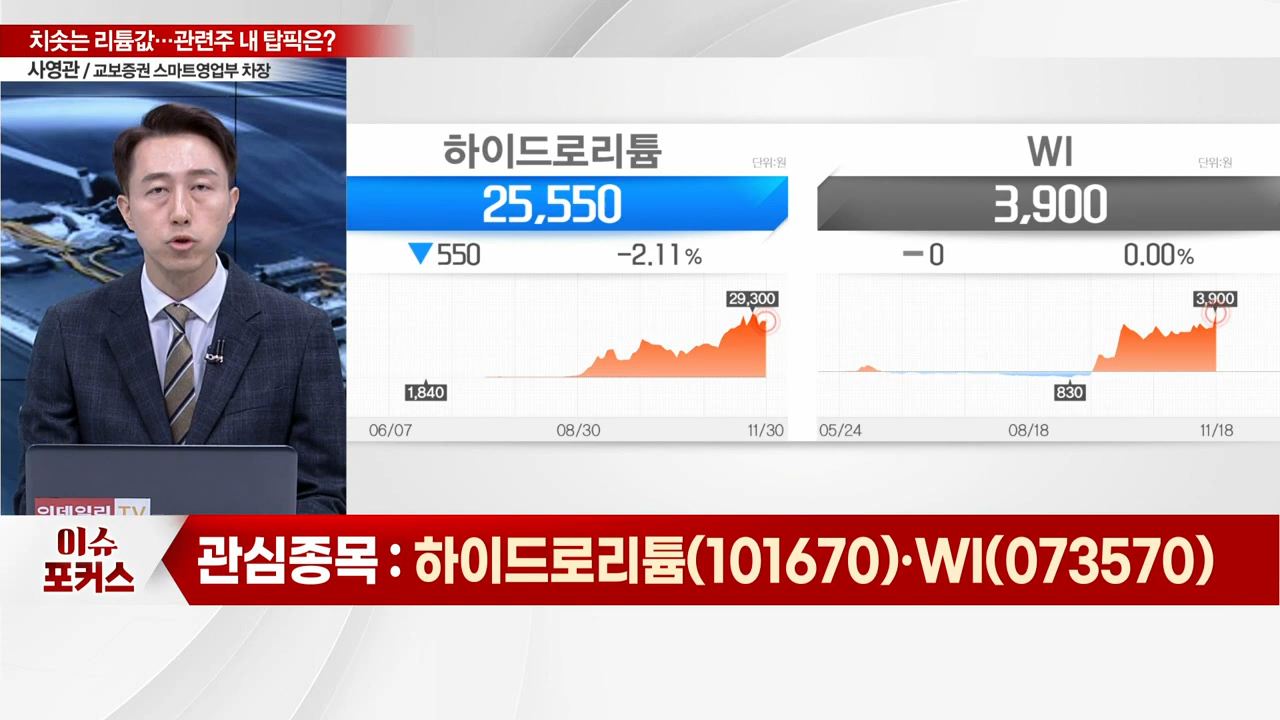 치솟는 리튬값…관련주 내 탑픽은?
사영관 / 교보증권 스마트영업부 차장
하이드로리튬
단위:원
25,550
▼550 -2.11%
29,300
1,840
06/07 08/30 11/30
WI
단위:원
3,900
0 0.00%
3,900
830
05/24 08/18 11/18
이데일리 TV
이슈
포커스
관심종목 : 하이드로리튬(101670)·WI(073570)